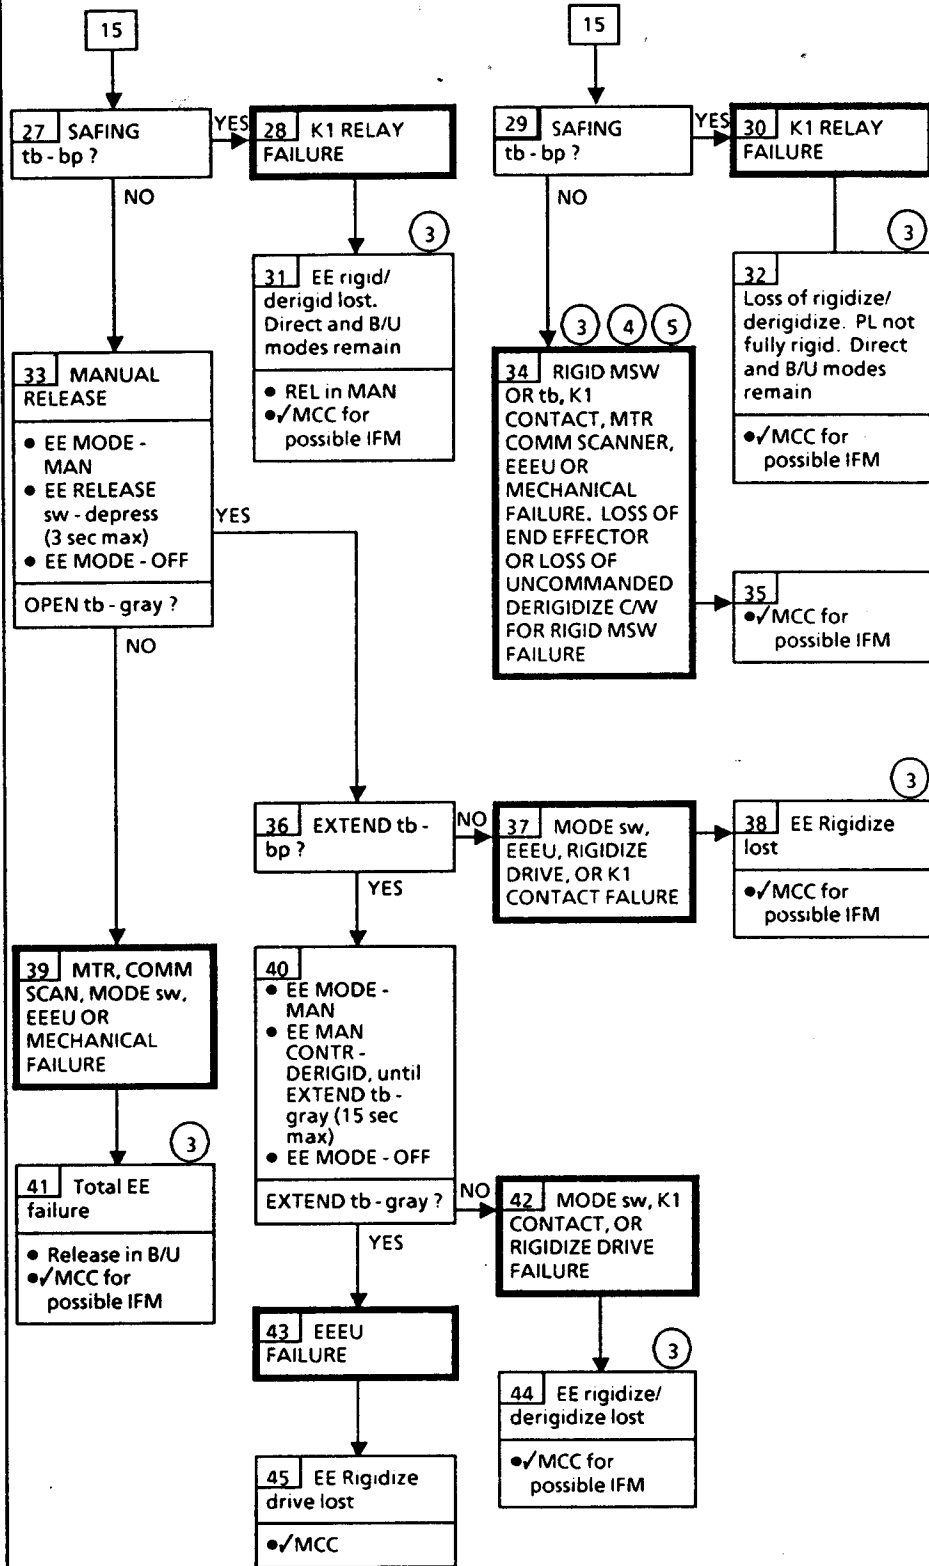 15
15
27 SAFING
tb - bp ?
YES
28 K1 RELAY
FAILURE
NO
29 SAFING
tb - bp ?
YES
30 K1 RELAY
FAILURE
NO
3
31 EE rigid/
derigid lost.
Direct and B/U
modes remain
● REL in MAN
●✓MCC for
possible IFM
3
32
Loss of rigidize/
derigidize. PL not
fully rigid. Direct
and B/U modes
remain
●✓MCC for
possible IFM
33 MANUAL
RELEASE
● EE MODE -
MAN
● EE RELEASE
sw - depress
(3 sec max)
● EE MODE - OFF
OPEN tb - gray ?
YES
NO
3 4 5
34 RIGID MSW
OR tb, K1
CONTACT, MTR
COMM SCANNER,
EEEU OR
MECHANICAL
FAILURE. LOSS OF
END EFFECTOR
OR LOSS OF
UNCOMMANDED
DERIGIDIZE C/W
FOR RIGID MSW
FAILURE
35
●✓MCC for
possible IFM
36 EXTEND tb -
bp ?
NO
YES
37 MODE sw,
EEEU, RIGIDIZE
DRIVE, OR K1
CONTACT FALURE
3
38 EE Rigidize
lost
●✓MCC for
possible IFM
39 MTR, COMM
SCAN, MODE sw,
EEEU OR
MECHANICAL
FAILURE
40
● EE MODE -
MAN
● EE MAN
CONTR -
DERIGID, until
EXTEND tb -
gray (15 sec
max)
● EE MODE - OFF
EXTEND tb - gray ?
NO
YES
3
41 Total EE
failure
● Release in B/U
●✓MCC for
possible IFM
42 MODE sw, K1
CONTACT, OR
RIGIDIZE DRIVE
FAILURE
43 EEEU
FAILURE
3
44 EE rigidize/
derigidize lost
●✓MCC for
possible IFM
45 EE Rigidize
drive lost
●✓MCC